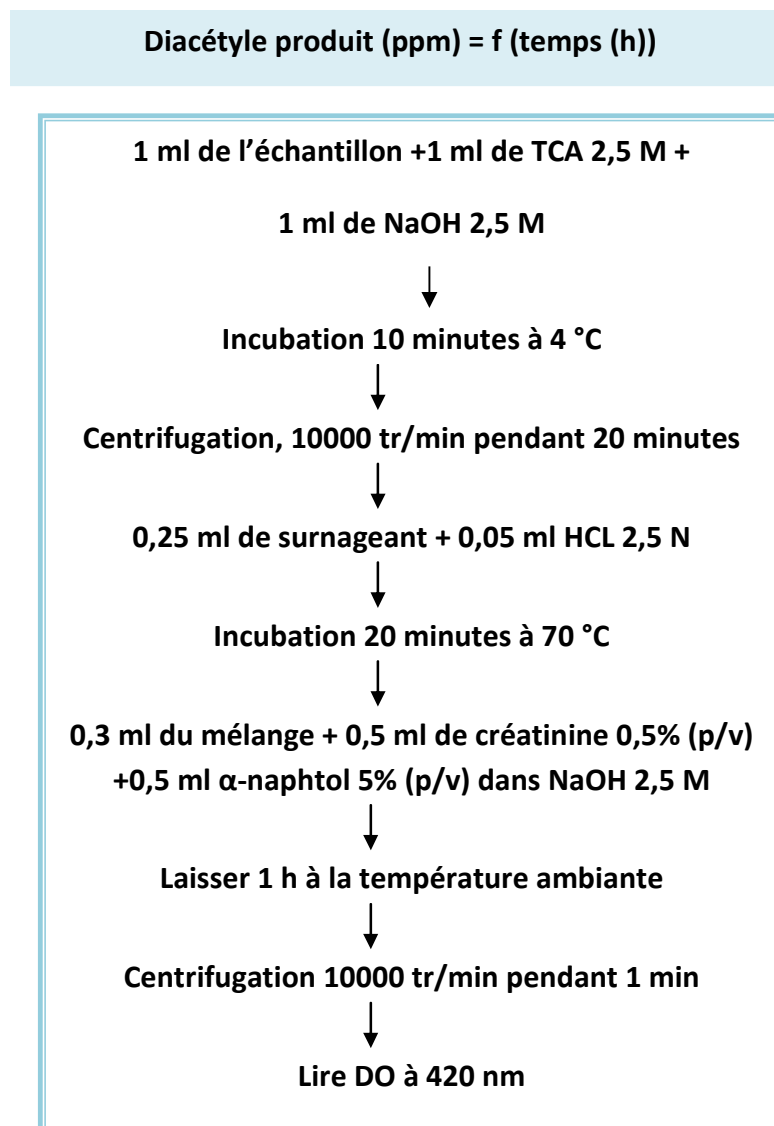 Diacétyle produit (ppm) = f (temps (h))
1 ml de l’échantillon +1 ml de TCA 2,5 M +
1 ml de NaOH 2,5 M
Incubation 10 minutes à 4 °C
Centrifugation, 10000 tr/min pendant 20 minutes
0,25 ml de surnageant + 0,05 ml HCL 2,5 N
Incubation 20 minutes à 70 °C
0,3 ml du mélange + 0,5 ml de créatinine 0,5% (p/v)
+0,5 ml α-naphtol 5% (p/v) dans NaOH 2,5 M
Laisser 1 h à la température ambiante
Centrifugation 10000 tr/min pendant 1 min
Lire DO à 420 nm